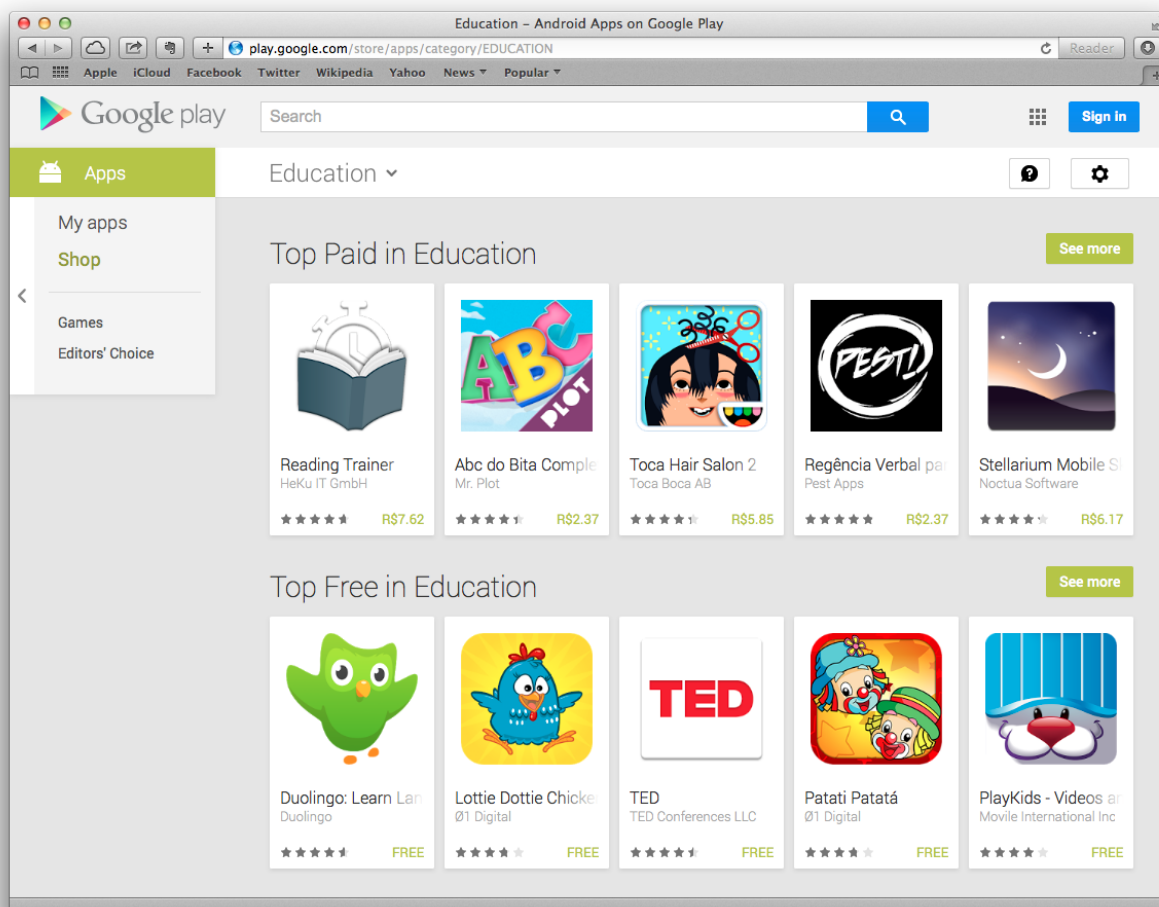 Education – Android Apps on Google Play
play.google.com/store/apps/category/EDUCATION
Reader
Apple iCloud Facebook Twitter Wikipedia Yahoo News Popular
Google play
Search
Sign in
Apps
Education
My apps
Shop
Games
Editors' Choice
Top Paid in Education
See more
ABC
PLOT
PEST!
Reading Trainer
HeKu IT GmbH
R$7.62
Abc do Bita Comple
Mr. Plot
R$2.37
Toca Hair Salon 2
Toca Boca AB
R$5.85
Regência Verbal pa
Pest Apps
R$2.37
Stellarium Mobile S
Noctua Software
R$6.17
Top Free in Education
See more
TED
Duolingo: Learn Lan
Duolingo
FREE
Lottie Dottie Chicke
Ø1 Digital
FREE
TED
TED Conferences LLC
FREE
Patati Patatá
Ø1 Digital
FREE
PlayKids - Videos a
Movile International Inc
FREE